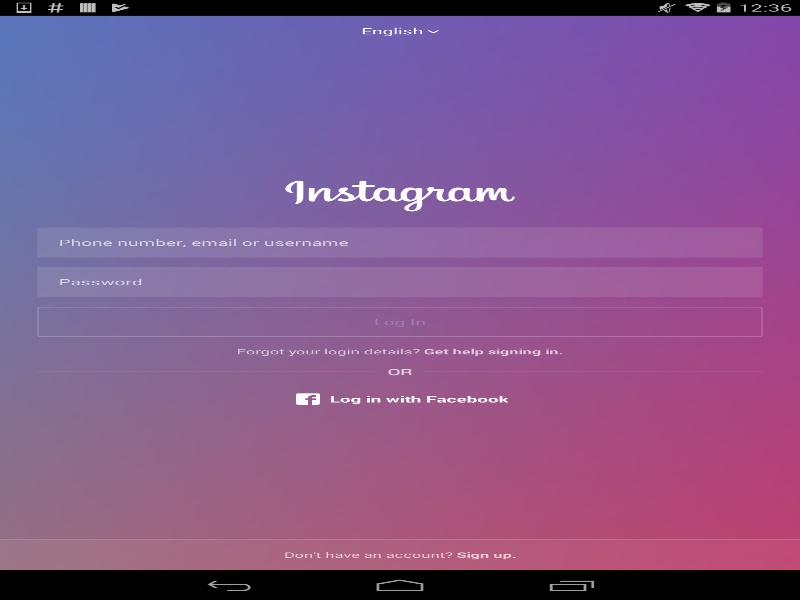 12:36
English
Instagram
Phone number, email or username
Password
Log In
Forgot your login details? Get help signing in.
OR
Log in with Facebook
Don't have an account? Sign up.